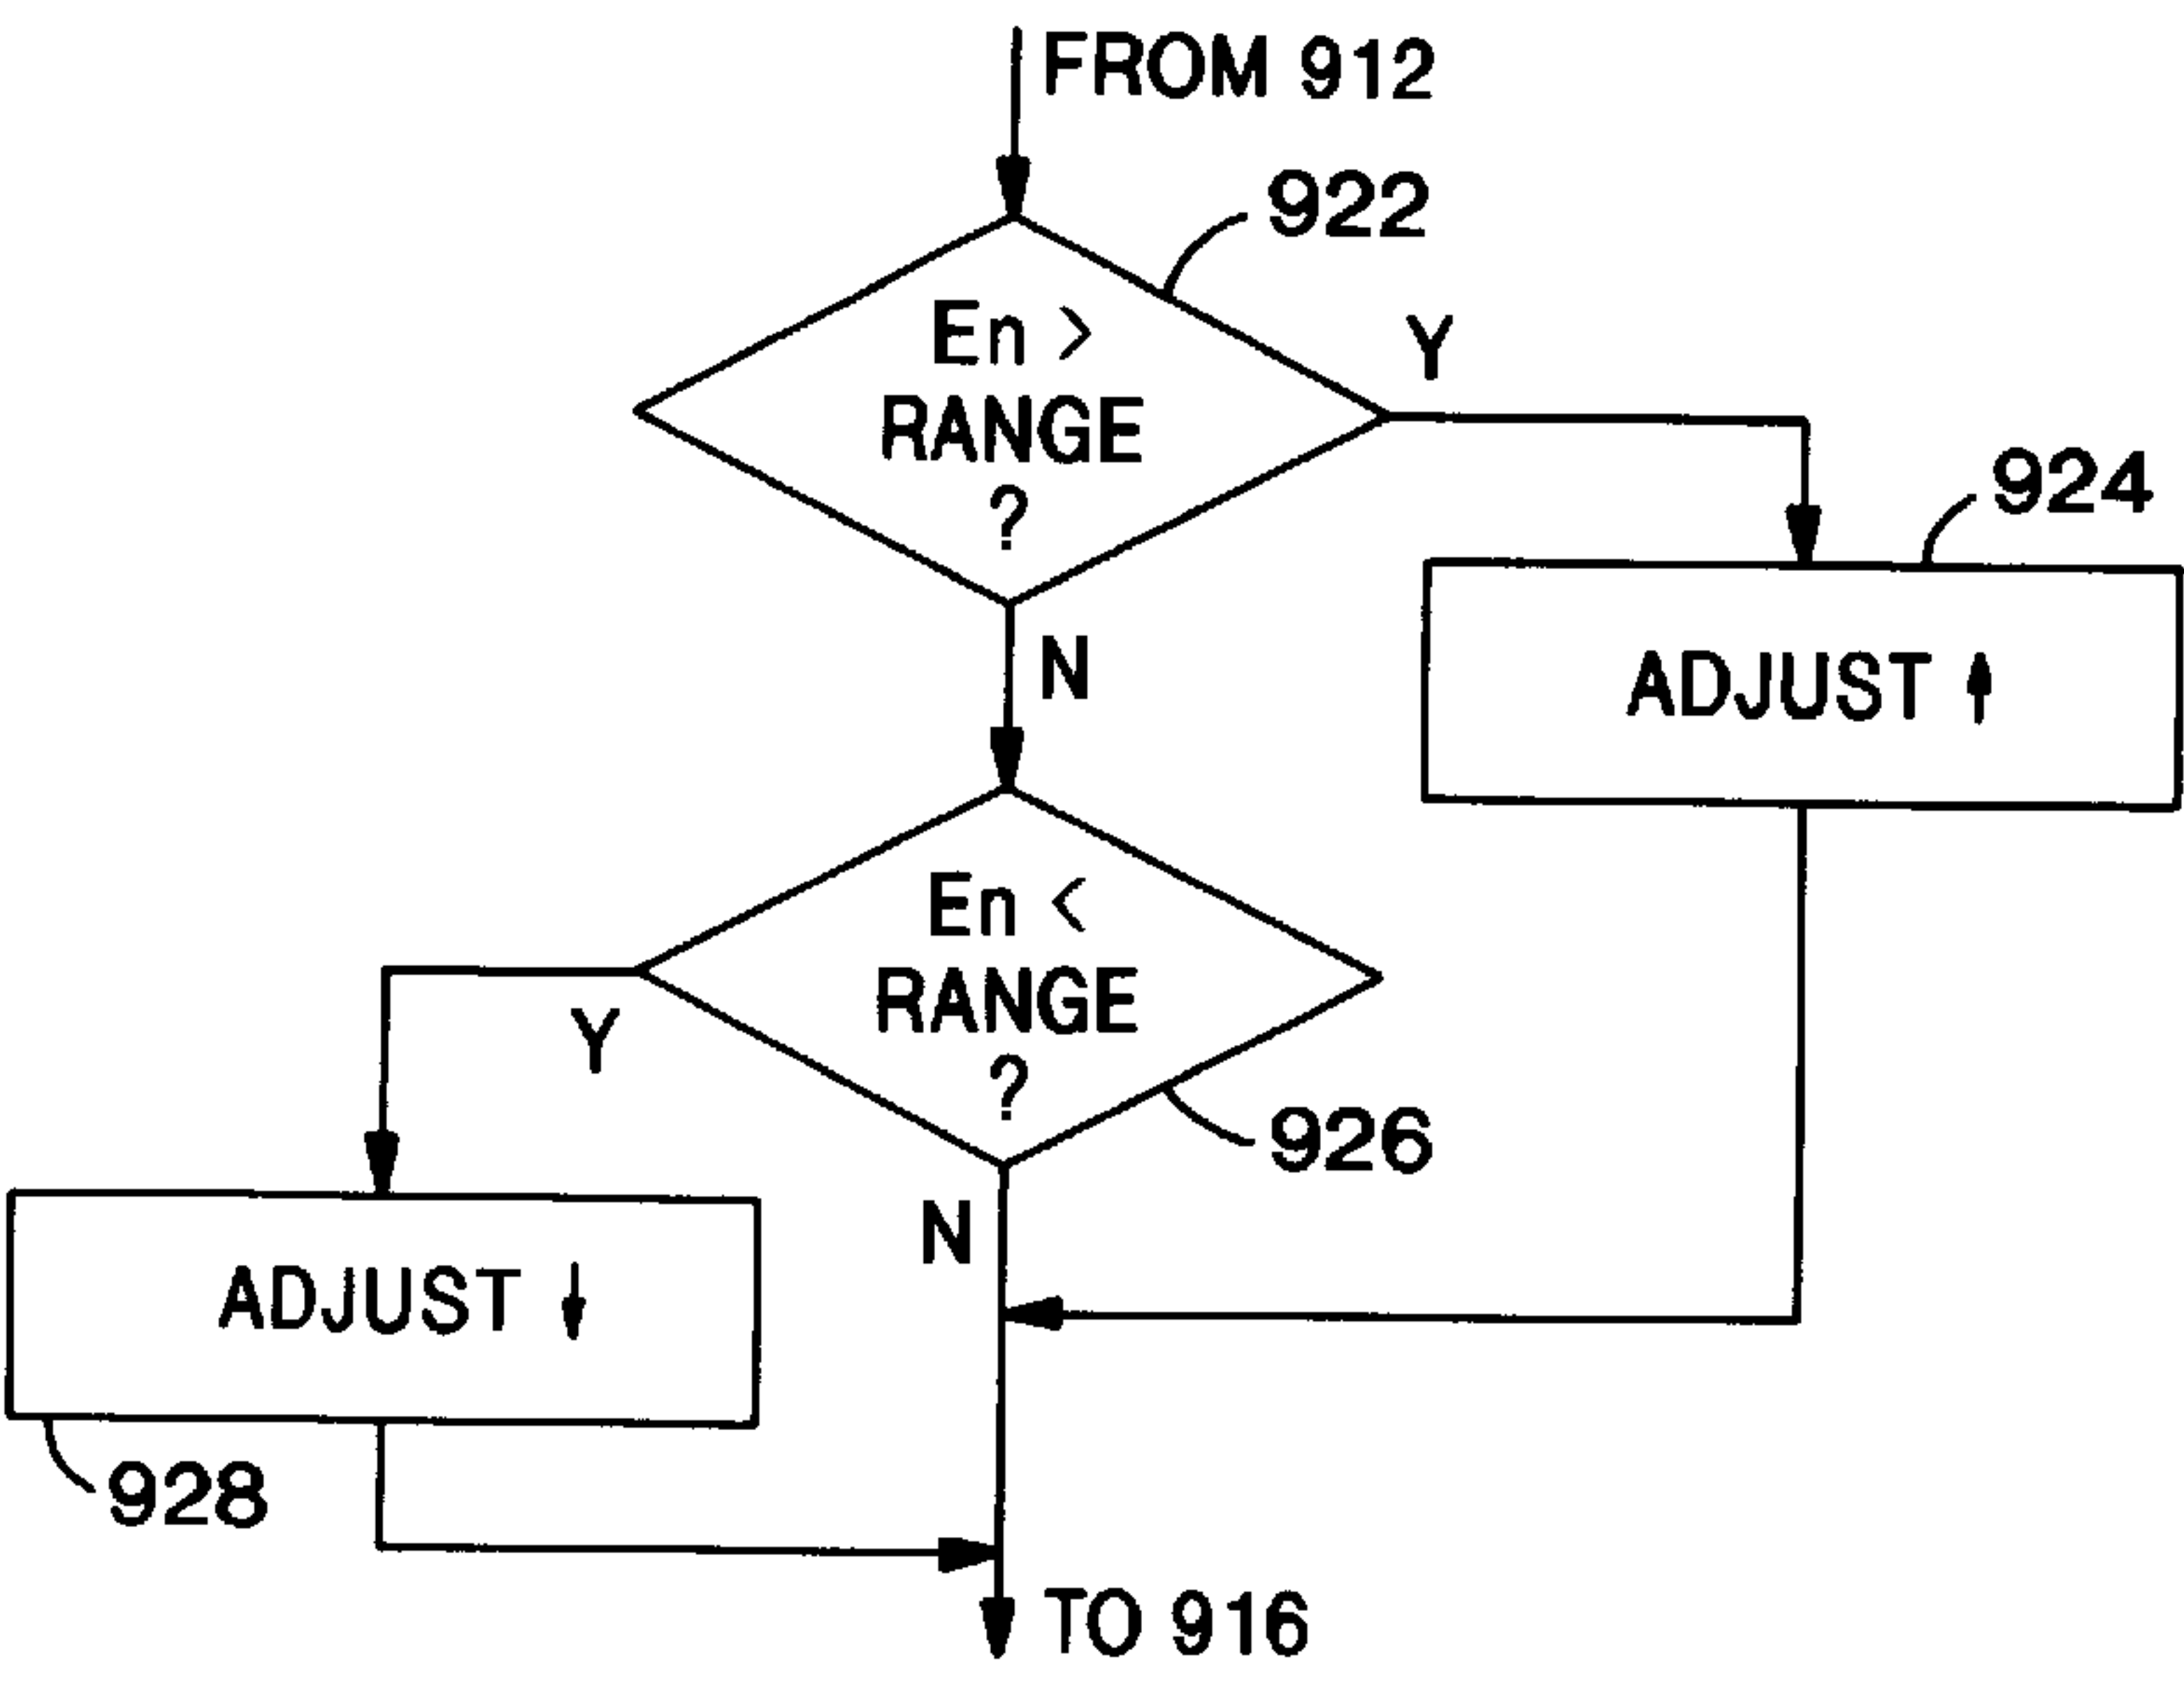 FROM 912
922
En >
RANGE
?
Y
924
N
ADJUST ↑
En <
RANGE
?
Y
926
N
ADJUST ↓
928
TO 916